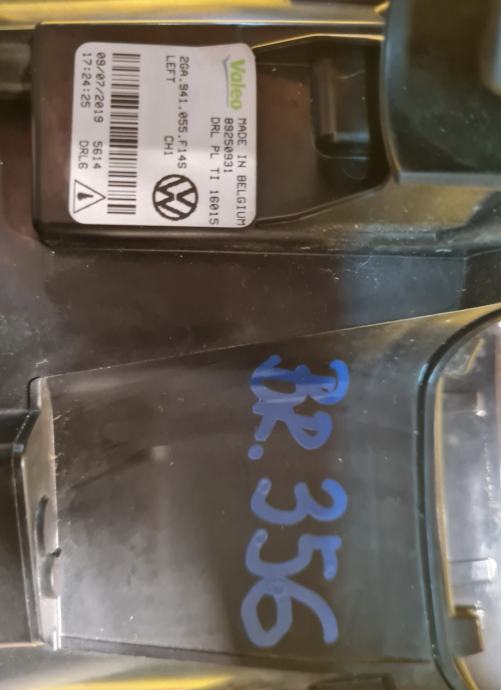 Valeo
MADE IN BELGIUM
89250931
DRL PL TI 16015
2GA.941.055.F14S
LEFT CH1
09/07/2019 5614
17:24:25 DRL6
BR. 356